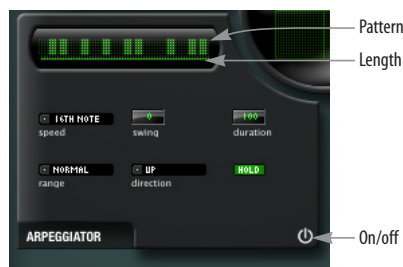 Pattern
Length
16TH NOTE
0
100
speed
swing
duration
NORMAL
UP
HOLD
range
direction
ARPEGGIATOR
On/off